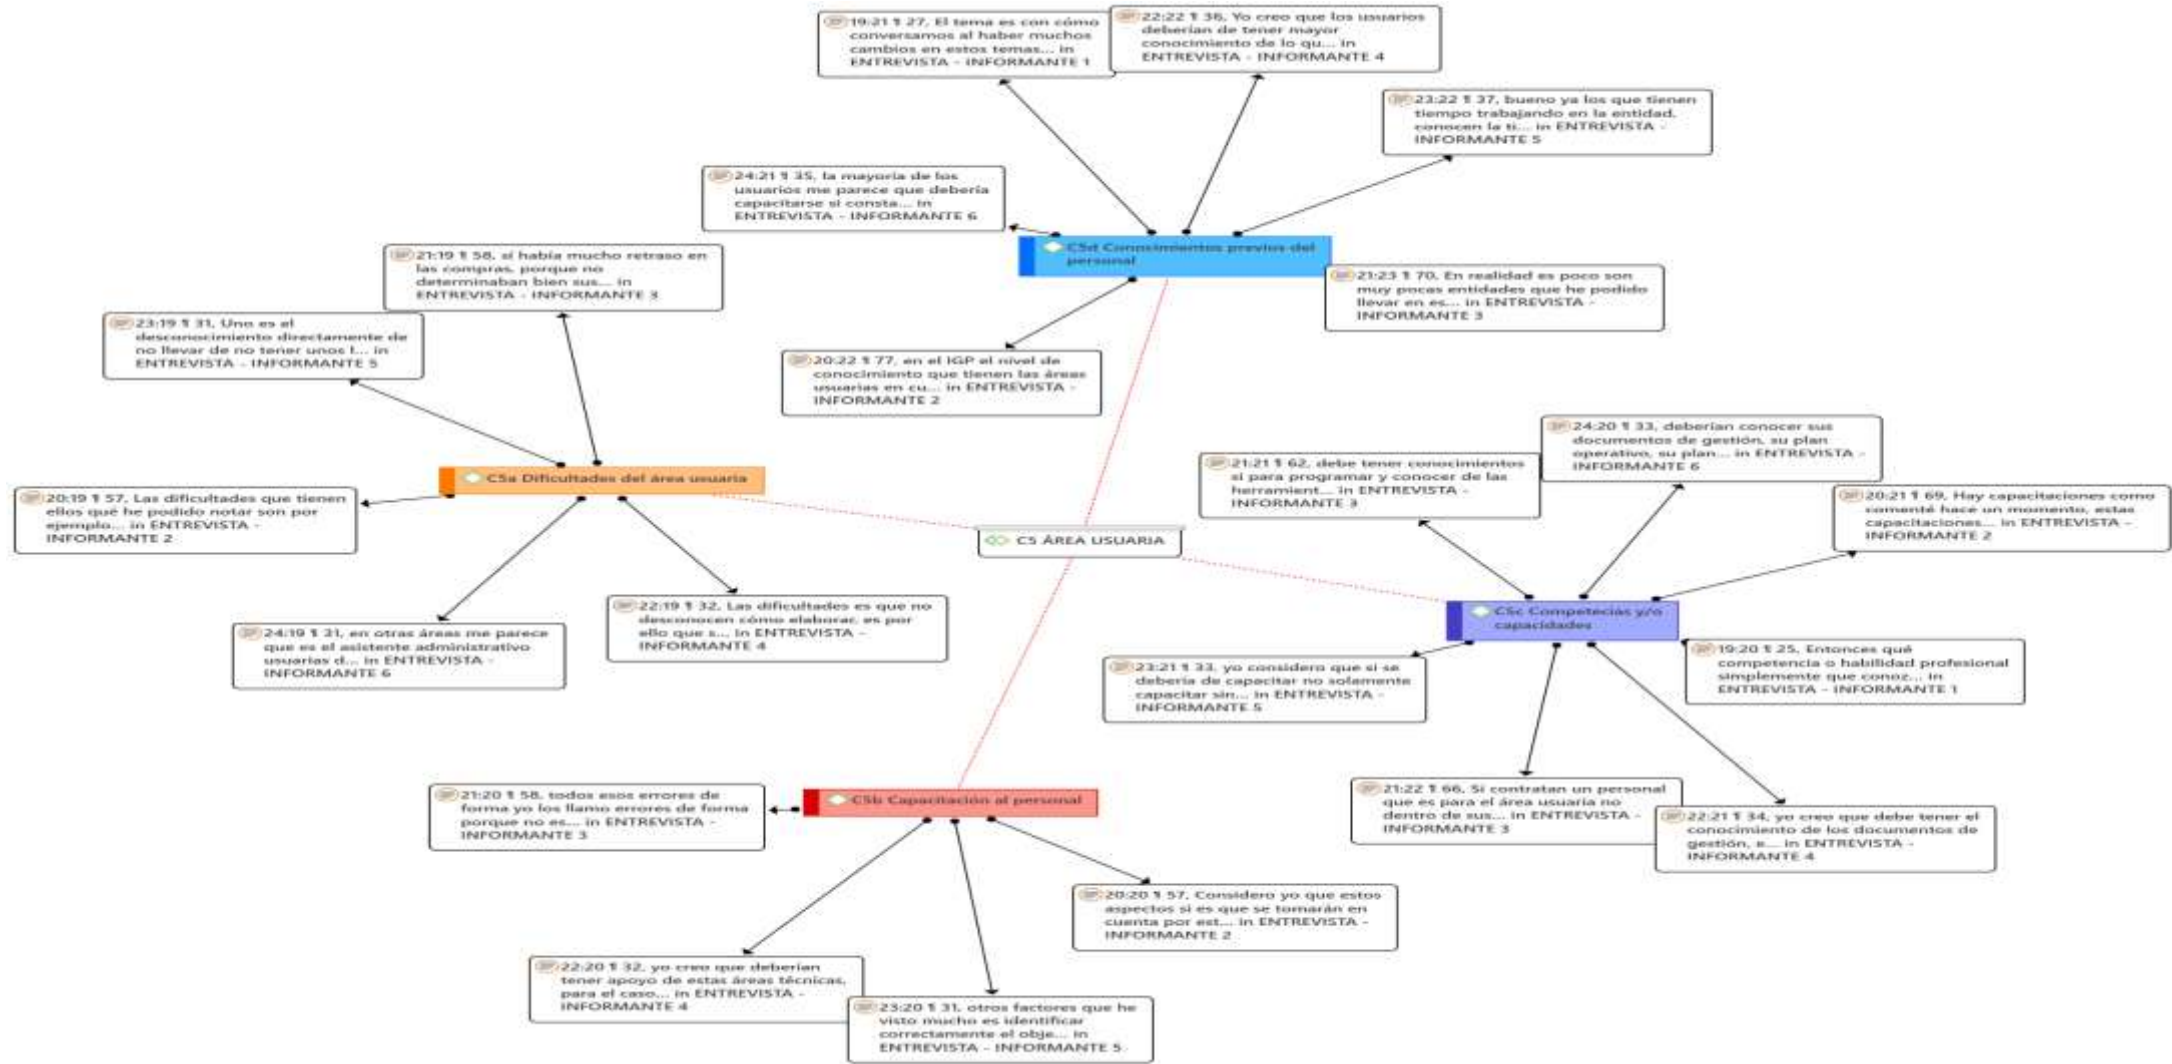 19:21 ¶ 27, El tema es con cómo
conversamos al haber muchos
cambios en estos temas... in
ENTREVISTA - INFORMANTE 1
22:22 ¶ 36, Yo creo que los usuarios
deberían de tener mayor
conocimiento de lo qu... in
ENTREVISTA - INFORMANTE 4
23:22 ¶ 37, bueno ya los que tienen
tiempo trabajando en la entidad,
conocen la ti... in ENTREVISTA -
INFORMANTE 5
24:21 ¶ 35, la mayoría de los
usuarios me parece que debería
capacitarse si consta... in
ENTREVISTA - INFORMANTE 6
C5d Conocimientos previos del
personal
21:23 ¶ 70, En realidad es poco son
muy pocas entidades que he podido
llevar en es... in ENTREVISTA -
INFORMANTE 3
20:22 ¶ 77, en el IGP el nivel de
conocimiento que tienen las áreas
usuarias en cu... in ENTREVISTA -
INFORMANTE 2
21:19 ¶ 58, sí había mucho retraso en
las compras, porque no
determinaban bien sus... in
ENTREVISTA - INFORMANTE 3
23:19 ¶ 31, Uno es el
desconocimiento directamente de
no llevar de no tener unos l... in
ENTREVISTA - INFORMANTE 5
C5a Dificultades del área usuaria
20:19 ¶ 57, Las dificultades que tienen
ellos qué he podido notar son por
ejemplo... in ENTREVISTA -
INFORMANTE 2
24:19 ¶ 31, en otras áreas me parece
que es el asistente administrativo
usuarias d... in ENTREVISTA -
INFORMANTE 6
22:19 ¶ 32, Las dificultades es que no
desconocen cómo elaborar, es por
ello que s... in ENTREVISTA -
INFORMANTE 4
C5 ÁREA USUARIA
21:21 ¶ 62, debe tener conocimientos
si para programar y conocer de las
herramient... in ENTREVISTA -
INFORMANTE 3
24:20 ¶ 33, deberían conocer sus
documentos de gestión, su plan
operativo, su plan... in ENTREVISTA -
INFORMANTE 6
20:21 ¶ 69, Hay capacitaciones como
comenté hace un momento, estas
capacitaciones... in ENTREVISTA -
INFORMANTE 2
C5c Competecias y/o
capacidades
23:21 ¶ 33, yo considero que si se
debería de capacitar no solamente
capacitar sin... in ENTREVISTA -
INFORMANTE 5
19:20 ¶ 25, Entonces qué
competencia o habilidad profesional
simplemente que conoz... in
ENTREVISTA - INFORMANTE 1
21:22 ¶ 66, Si contratan un personal
que es para el área usuaria no
dentro de sus... in ENTREVISTA -
INFORMANTE 3
22:21 ¶ 34, yo creo que debe tener el
conocimiento de los documentos de
gestión, e... in ENTREVISTA -
INFORMANTE 4
C5b Capacitación al personal
21:20 ¶ 58, todos esos errores de
forma yo los llamo errores de forma
porque no es... in ENTREVISTA -
INFORMANTE 3
20:20 ¶ 57, Considero yo que estos
aspectos si es que se tomarán en
cuenta por est... in ENTREVISTA -
INFORMANTE 2
22:20 ¶ 32, yo creo que deberían
tener apoyo de estas áreas técnicas,
para el caso... in ENTREVISTA -
INFORMANTE 4
23:20 ¶ 31, otros factores que he
visto mucho es identificar
correctamente el obje... in
ENTREVISTA - INFORMANTE 5